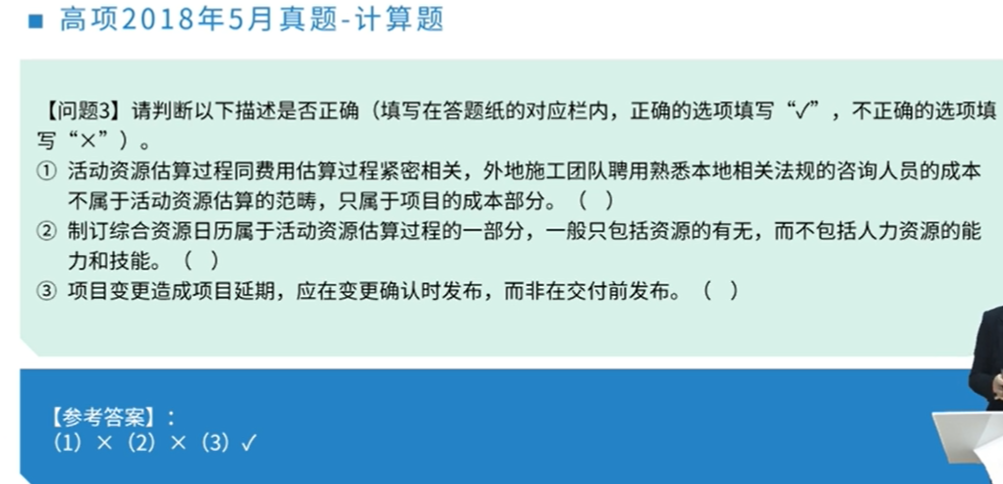 ■ 高项2018年5月真题-计算题
【问题3】请判断以下描述是否正确（填写在答题纸的对应栏内，正确的选项填写“✓”，不正确的选项填
写“×”）。
① 活动资源估算过程同费用估算过程紧密相关，外地施工团队聘用熟悉本地相关法规的咨询人员的成本
不属于活动资源估算的范畴，只属于项目的成本部分。（ ）
② 制订综合资源日历属于活动资源估算过程的一部分，一般只包括资源的有无，而不包括人力资源的能
力和技能。（ ）
③ 项目变更造成项目延期，应在变更确认时发布，而非在交付前发布。（ ）
【参考答案】：
（1）×（2）×（3）✓